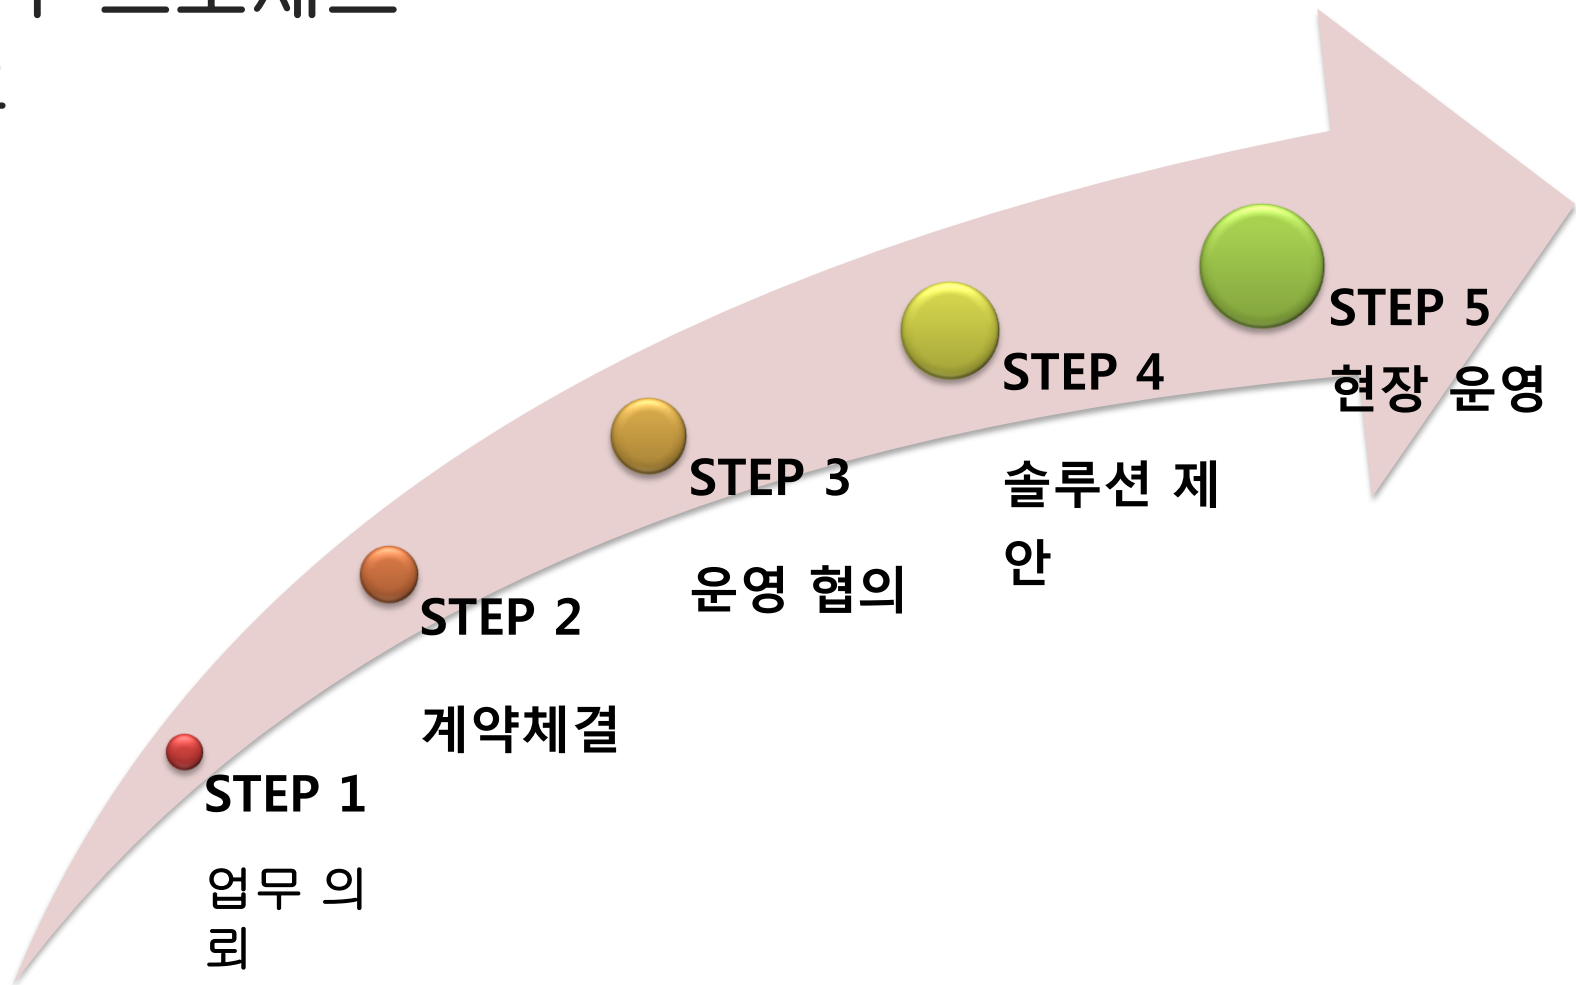 STEP 1
업무 의
뢰
STEP 2
계약체결
STEP 3
운영 협의
STEP 4
솔루션 제
안
STEP 5
현장 운영